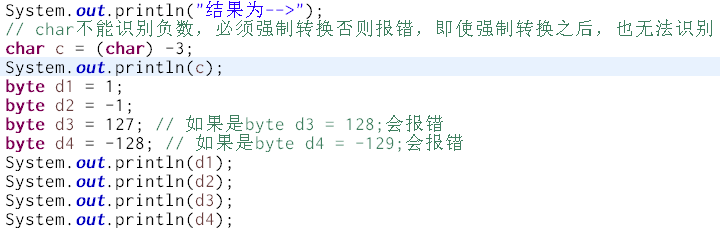 System.out.println("结果为-->");
// char不能识别负数，必须强制转换否则报错，即使强制转换之后，也无法识别
char c = (char) -3;
System.out.println(c);
byte d1 = 1;
byte d2 = -1;
byte d3 = 127; // 如果是byte d3 = 128;会报错
byte d4 = -128; // 如果是byte d4 = -129;会报错
System.out.println(d1);
System.out.println(d2);
System.out.println(d3);
System.out.println(d4);